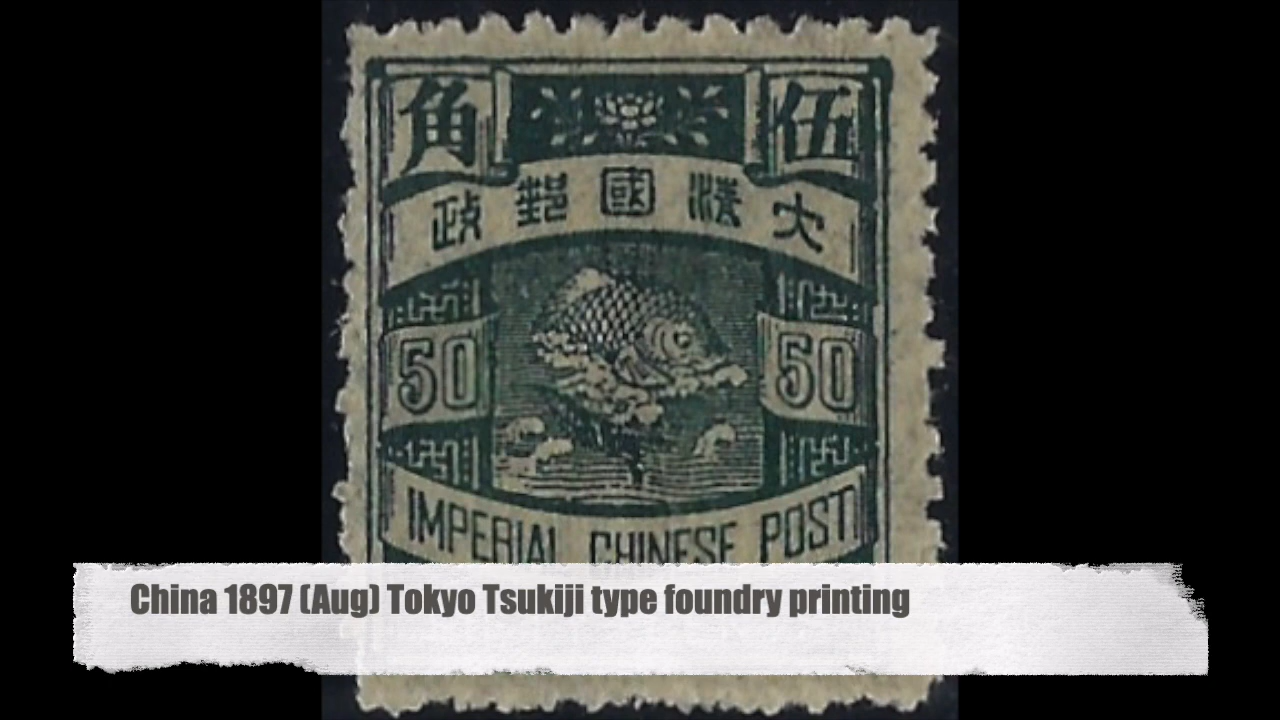 伍角
大清國郵政
50 50
IMPERIAL CHINESE POST
China 1897 (Aug) Tokyo Tsukiji type foundry printing